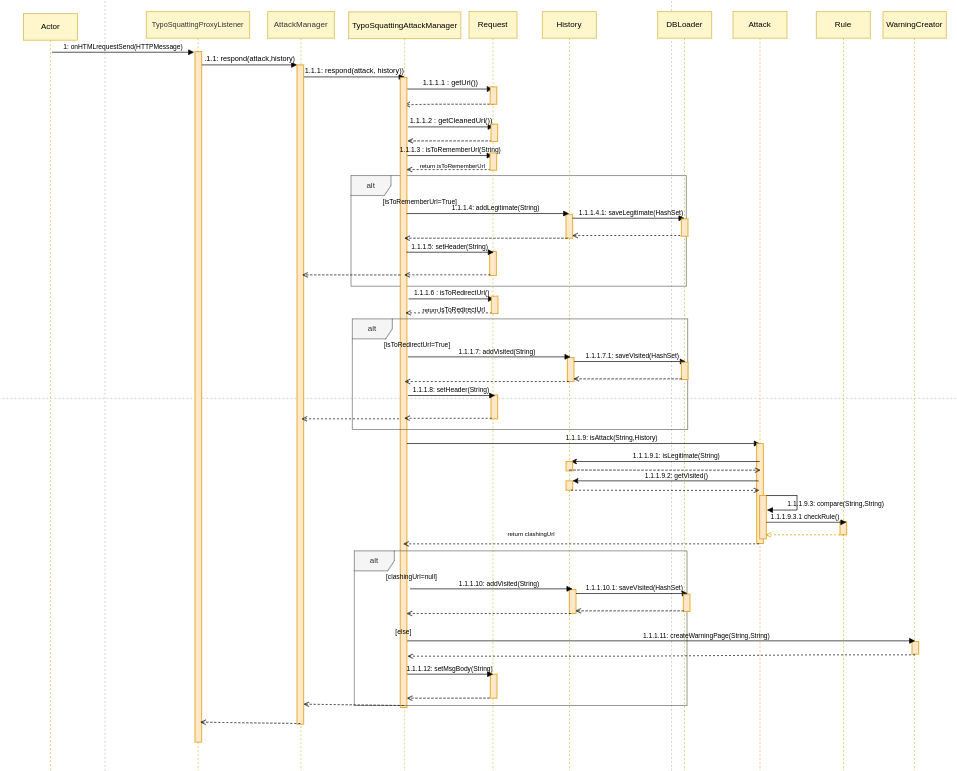 Actor
TypoSquattingProxyListener
AttackManager
TypoSquattingAttackManager
Request
History
DBLoader
Attack
Rule
WarningCreator
1: onHTMLrequestSend(HTTPMessage)
.1.1: respond(attack,history)
1.1.1: respond(attack, history))
1.1.1.1 : getUrl())
1.1.1.2 : getCleanedUrl())
1.1.1.3 : isToRememberUrl(String)
return isToRememberUrl
alt
[isToRememberUrl=True]
1.1.1.4: addLegitimate(String)
1.1.1.4.1: saveLegitimate(HashSet)
1.1.1.5: setHeader(String)
1.1.1.6 : isToRedirectUrl()
return isToRedirectUrl
alt
[isToRedirectUrl=True]
1.1.1.7: addVisited(String)
1.1.1.7.1: saveVisited(HashSet)
1.1.1.8: setHeader(String)
1.1.1.9: isAttack(String,History)
1.1.1.9.1: isLegitimate(String)
1.1.1.9.2: getVisited()
1.1.1.9.3: compare(String,String)
1.1.1.9.3.1 checkRule()
return clashingUrl
alt
[clashingUrl=null]
1.1.1.10: addVisited(String)
1.1.1.10.1: saveVisited(HashSet)
[else]
1.1.1.11: createWarningPage(String,String)
1.1.1.12: setMsgBody(String)